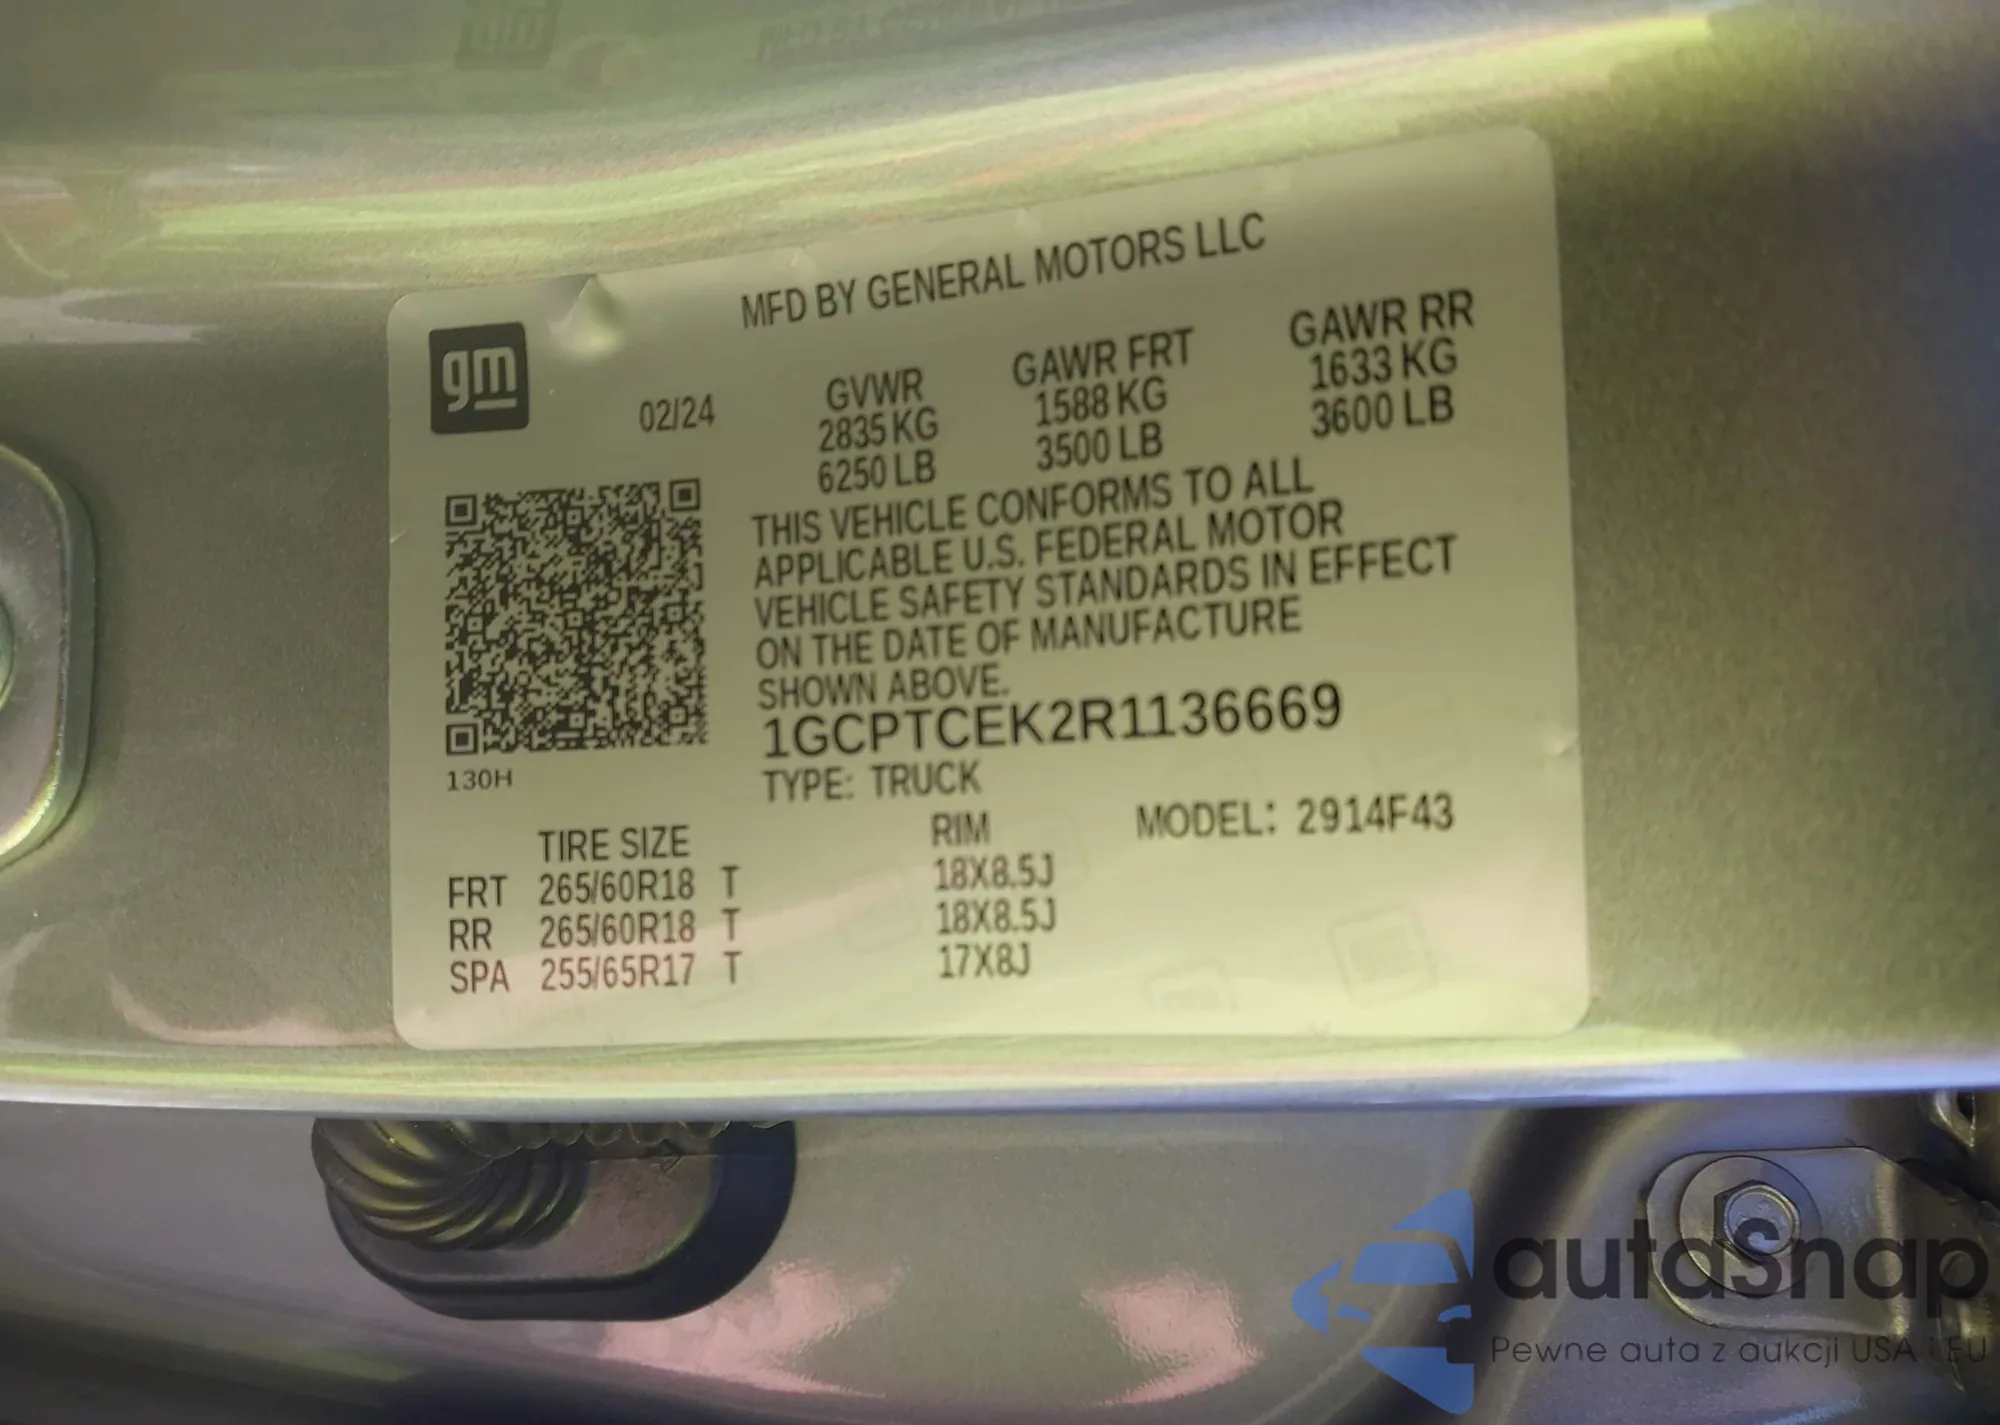 MFD BY GENERAL MOTORS LLC
gm
02/24
GVWR GAWR FRT GAWR RR
2835 KG 1588 KG 1633 KG
6250 LB 3500 LB 3600 LB
THIS VEHICLE CONFORMS TO ALL
APPLICABLE U.S. FEDERAL MOTOR
VEHICLE SAFETY STANDARDS IN EFFECT
ON THE DATE OF MANUFACTURE
SHOWN ABOVE.
1GCPTCEK2R1136669
130H
TYPE: TRUCK
MODEL: 2914F43
TIRE SIZE RIM
FRT 265/60R18 T 18X8.5J
RR 265/60R18 T 18X8.5J
SPA 255/65R17 T 17X8J
autasnap
Pewne auta z aukcji USA i EU